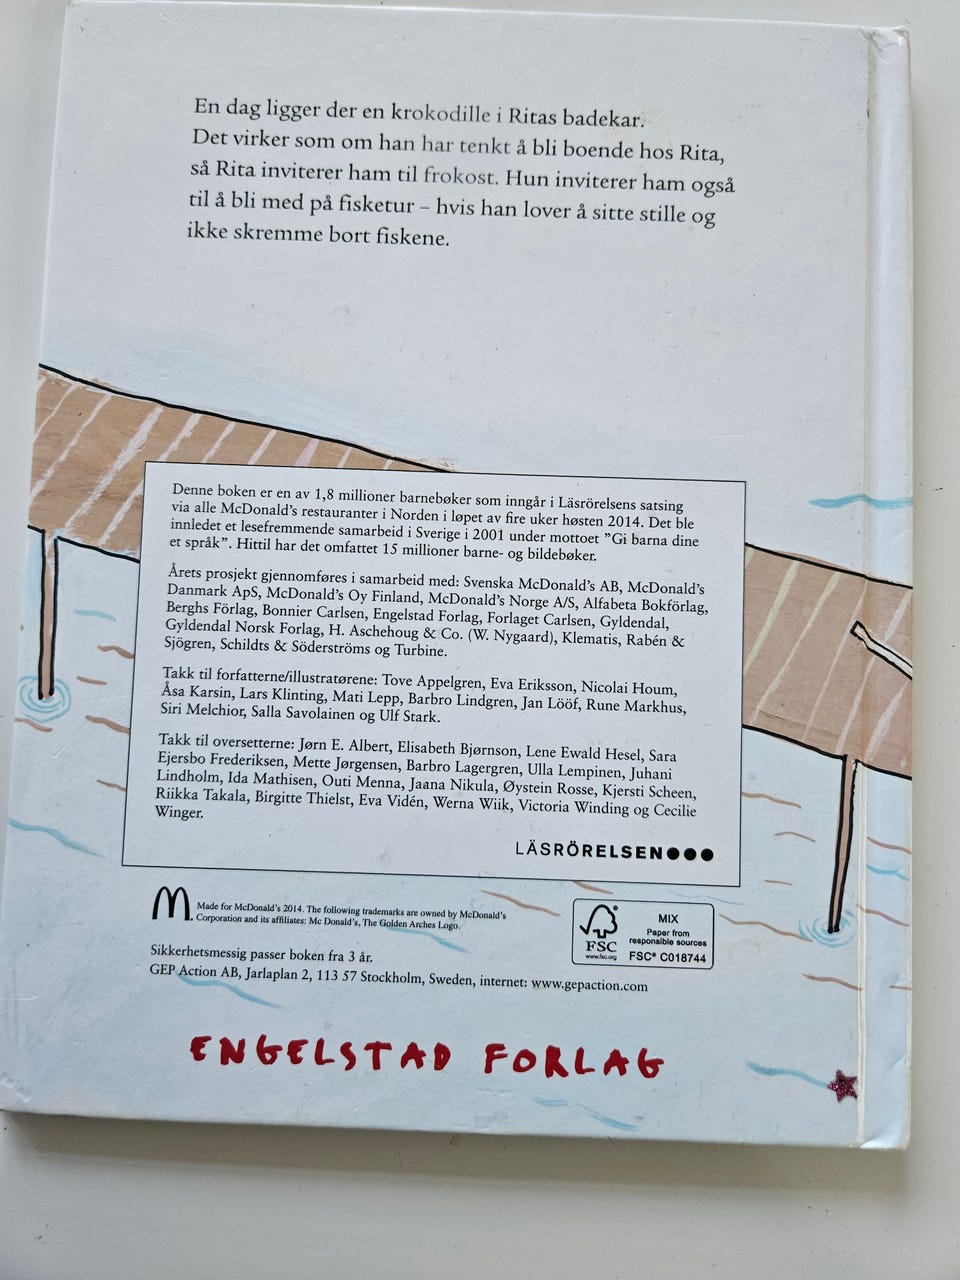 En dag ligger der en krokodille i Ritas badekar.
Det virker som om han har tenkt å bli boende hos Rita,
så Rita inviterer ham til frokost. Hun inviterer ham også
til å bli med på fisketur – hvis han lover å sitte stille og
ikke skremme bort fiskene.
Denne boken er en av 1,8 millioner barnebøker som inngår i Läsrörelsens satsing
via alle McDonald's restauranter i Norden i løpet av fire uker høsten 2014. Det ble
innledet et lesefremmende samarbeid i Sverige i 2001 under mottoet ”Gi barna dine
et språk”. Hittil har det omfattet 15 millioner barne- og bildebøker.
Årets prosjekt gjennomføres i samarbeid med: Svenska McDonald's AB, McDonald's
Danmark ApS, McDonald's Oy Finland, McDonald's Norge A/S, Alfabeta Bokförlag,
Berghs Förlag, Bonnier Carlsen, Engelstad Forlag, Forlaget Carlsen, Gyldendal,
Gyldendal Norsk Forlag, H. Aschehoug & Co. (W. Nygaard), Klematis, Rabén &
Sjögren, Schildts & Söderströms og Turbine.
Takk til forfatterne/illustratørene: Tove Appelgren, Eva Eriksson, Nicolai Houm,
Åsa Karsin, Lars Klinting, Mati Lepp, Barbro Lindgren, Jan Lööf, Rune Markhus,
Siri Melchior, Salla Savolainen og Ulf Stark.
Takk til oversetterne: Jørn E. Albert, Elisabeth Bjørnson, Lene Ewald Hesel, Sara
Ejersbo Frederiksen, Mette Jørgensen, Barbro Lagergren, Ulla Lempinen, Juhani
Lindholm, Ida Mathisen, Outi Menna, Jaana Nikula, Øystein Rosse, Kjersti Scheen,
Riikka Takala, Birgitte Thielst, Eva Vidén, Werna Wiik, Victoria Winding og Cecilie
Winger.
LÄSRÖRELSEN●●●
M. Made for McDonald's 2014. The following trademarks are owned by McDonald's
Corporation and its affiliates: Mc Donald's, The Golden Arches Logo.
FSC
www.fsc.org
MIX
Paper from
responsible sources
FSC® C018744
Sikkerhetsmessig passer boken fra 3 år.
GEP Action AB, Jarlaplan 2, 113 57 Stockholm, Sweden, internet: www.gepaction.com
ENGELSTAD FORLAG